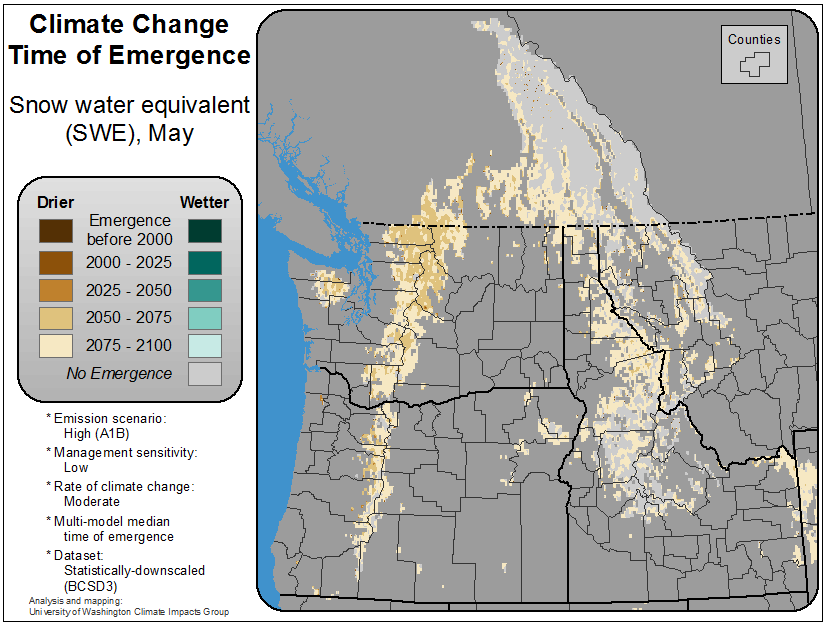 Climate Change
Time of Emergence
Snow water equivalent
(SWE), May
Drier Wetter
Emergence
before 2000
2000 - 2025
2025 - 2050
2050 - 2075
2075 - 2100
No Emergence
* Emission scenario:
High (A1B)
* Management sensitivity:
Low
* Rate of climate change:
Moderate
* Multi-model median
time of emergence
* Dataset:
Statistically-downscaled
(BCSD3)
Analysis and mapping:
University of Washington Climate Impacts Group
Counties